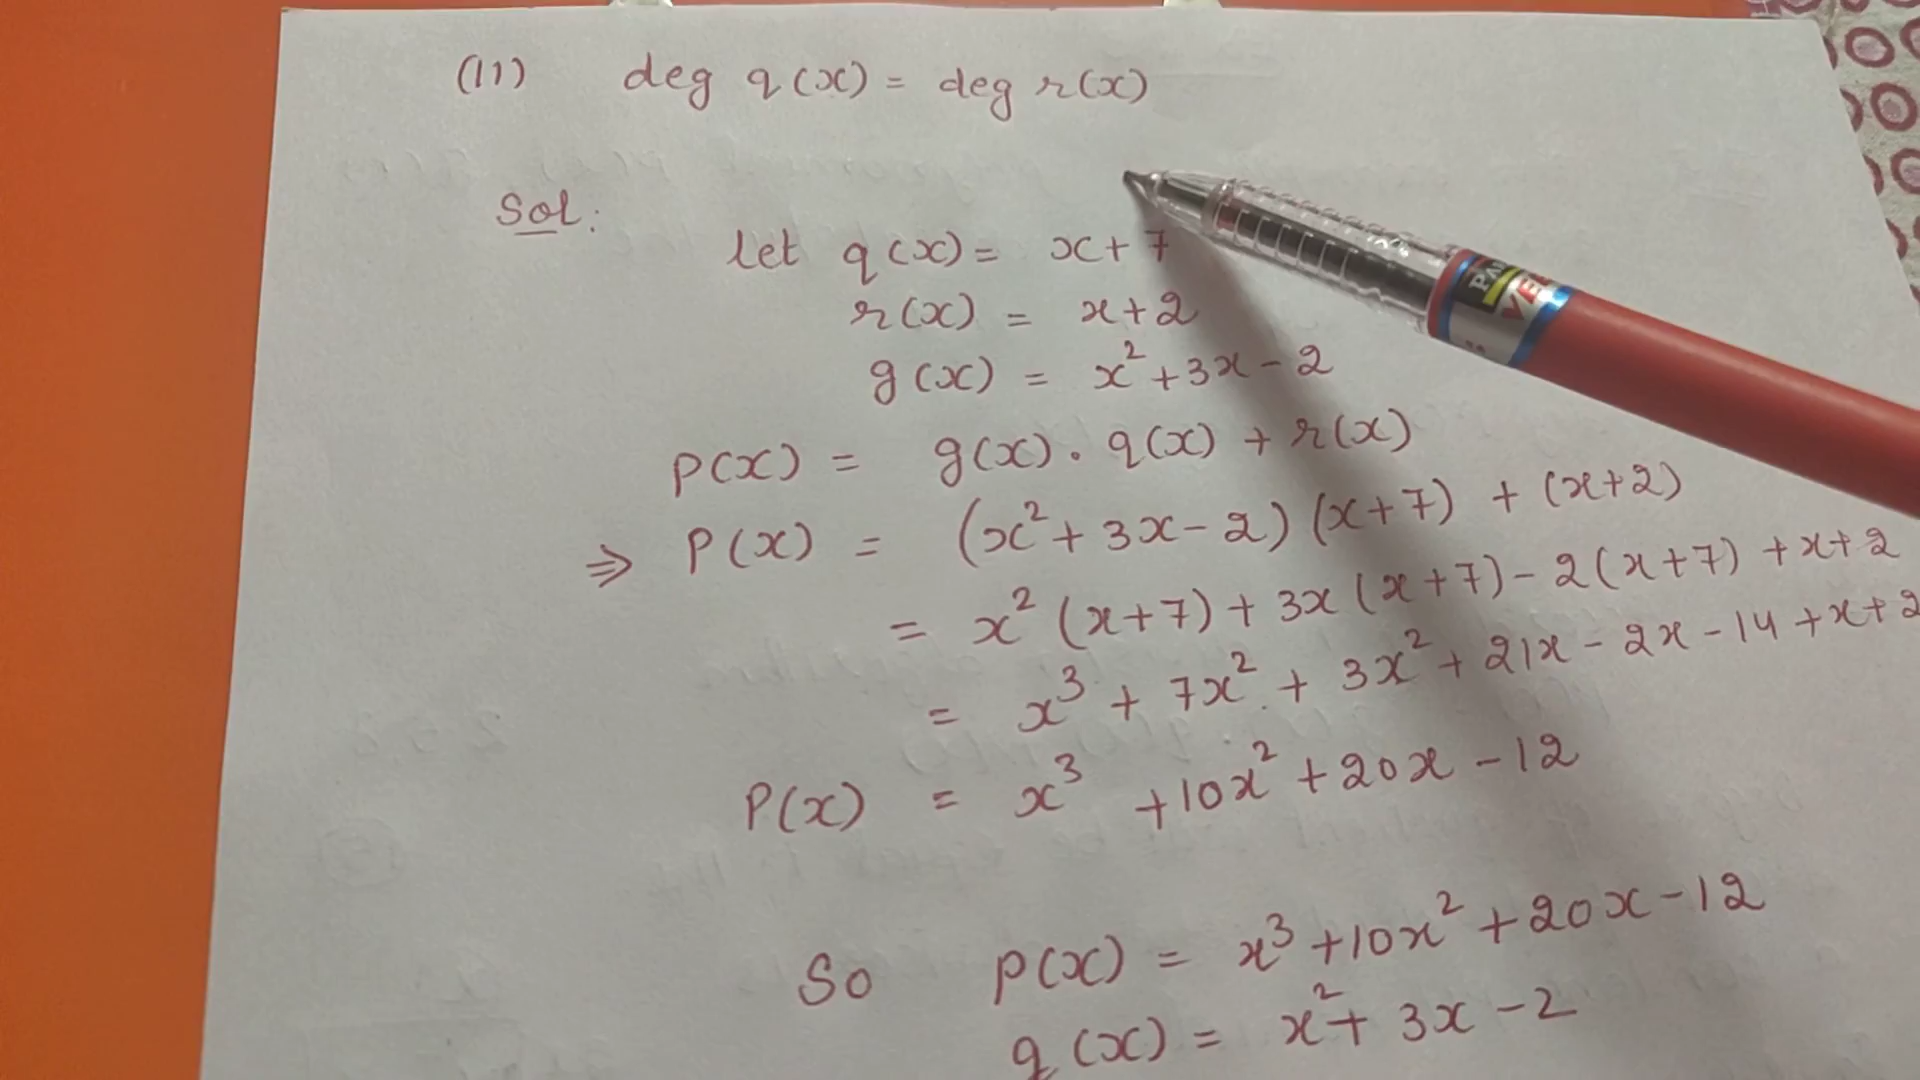 (11) deg q(x) = deg r(x)
Sol:
let q(x) = x+7
r(x) = x+2
g(x) = x²+3x-2
p(x) = g(x). q(x) + r(x)
⇒ P(x) = (x²+3x-2) (x+7) + (x+2)
= x² (x+7) + 3x (x+7) - 2(x+7) + x+2
= x³ + 7x² + 3x² + 21x - 2x - 14 + x+2
P(x) = x³ +10x² +20x -12
So p(x) = x³ +10x² +20x -12
g(x) = x² + 3x -2